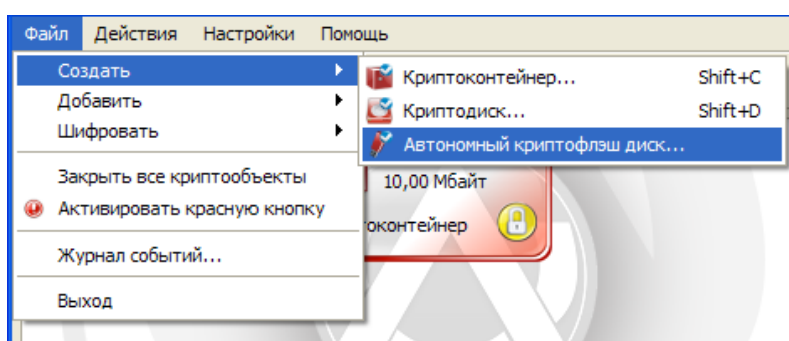 Файл Действия Настройки Помощь
Создать
Добавить
Шифровать
Закрыть все криптообъекты
Активировать красную кнопку
Журнал событий...
Выход
Криптоконтейнер... Shift+C
Криптодиск... Shift+D
Автономный криптофлэш диск...
10,00 Мбайт
токонтейнер